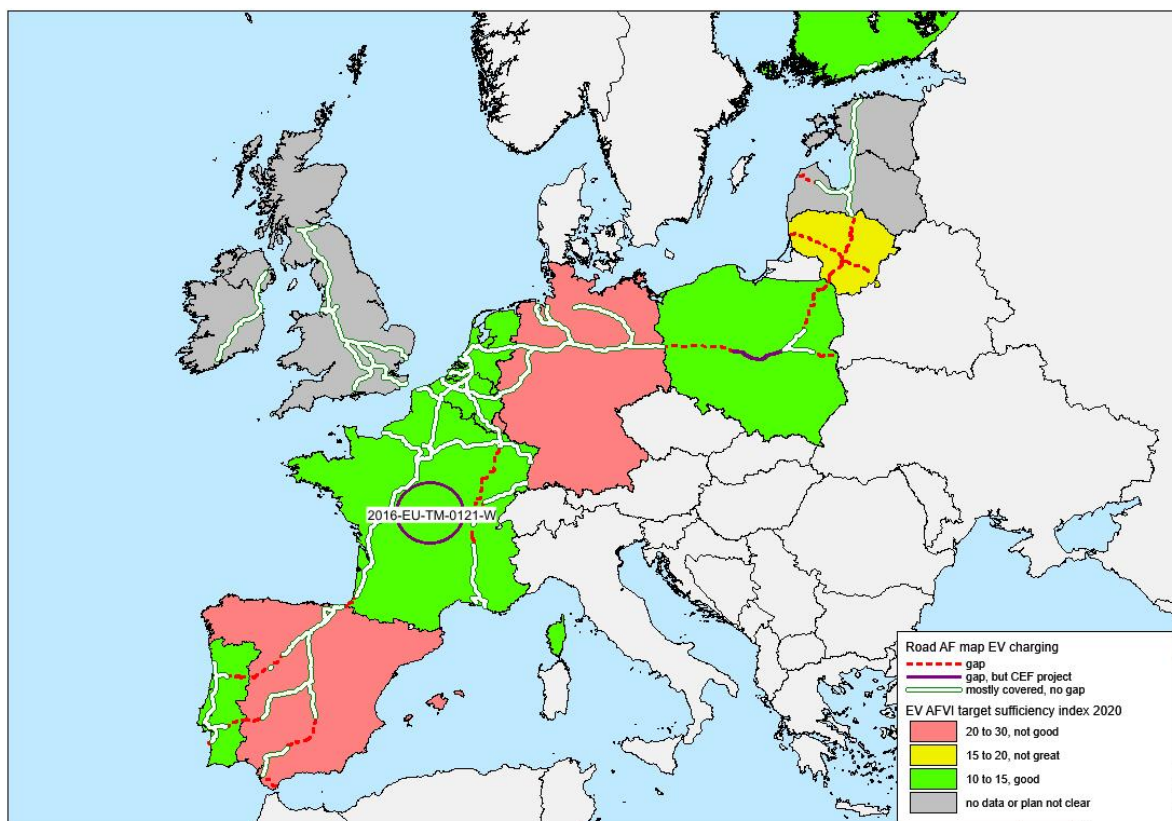 2016-EU-TM-0121-W
Road AF map EV charging
gap
gap, but CEF project
mostly covered, no gap
EV AFVI target sufficiency index 2020
20 to 30, not good
15 to 20, not great
10 to 15, good
no data or plan not clear